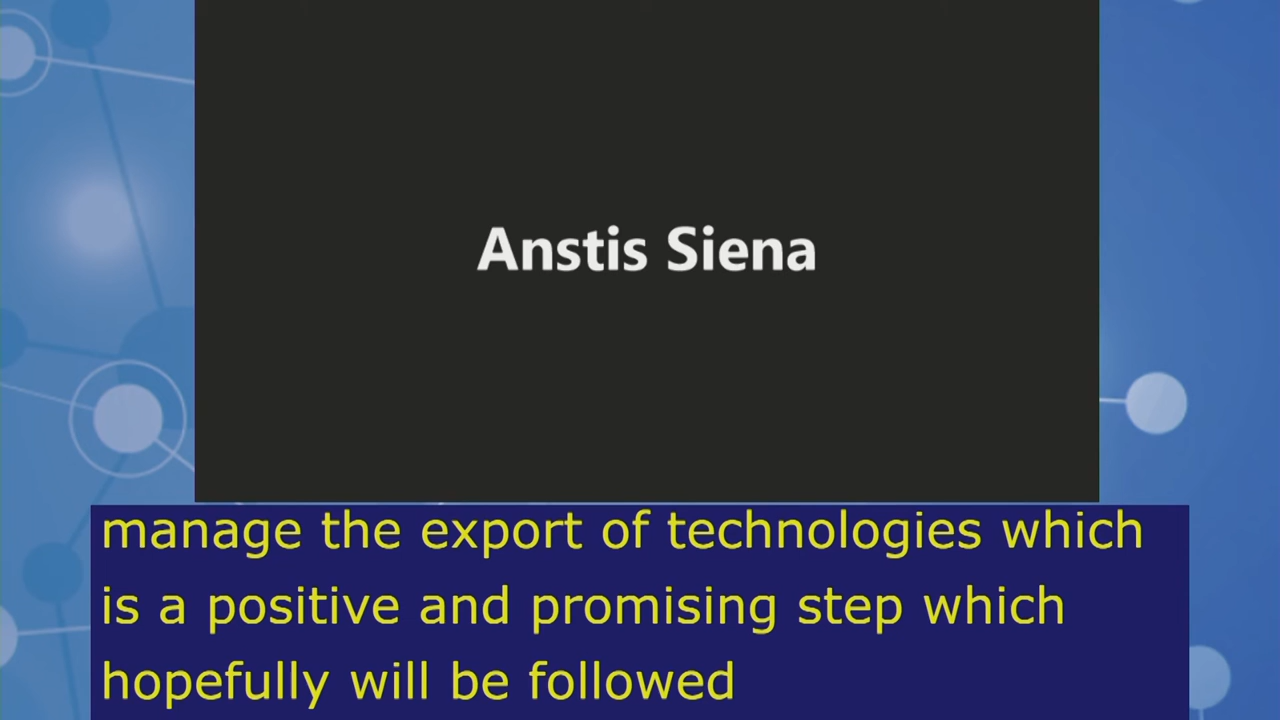 Anstis Siena
manage the export of technologies which
is a positive and promising step which
hopefully will be followed